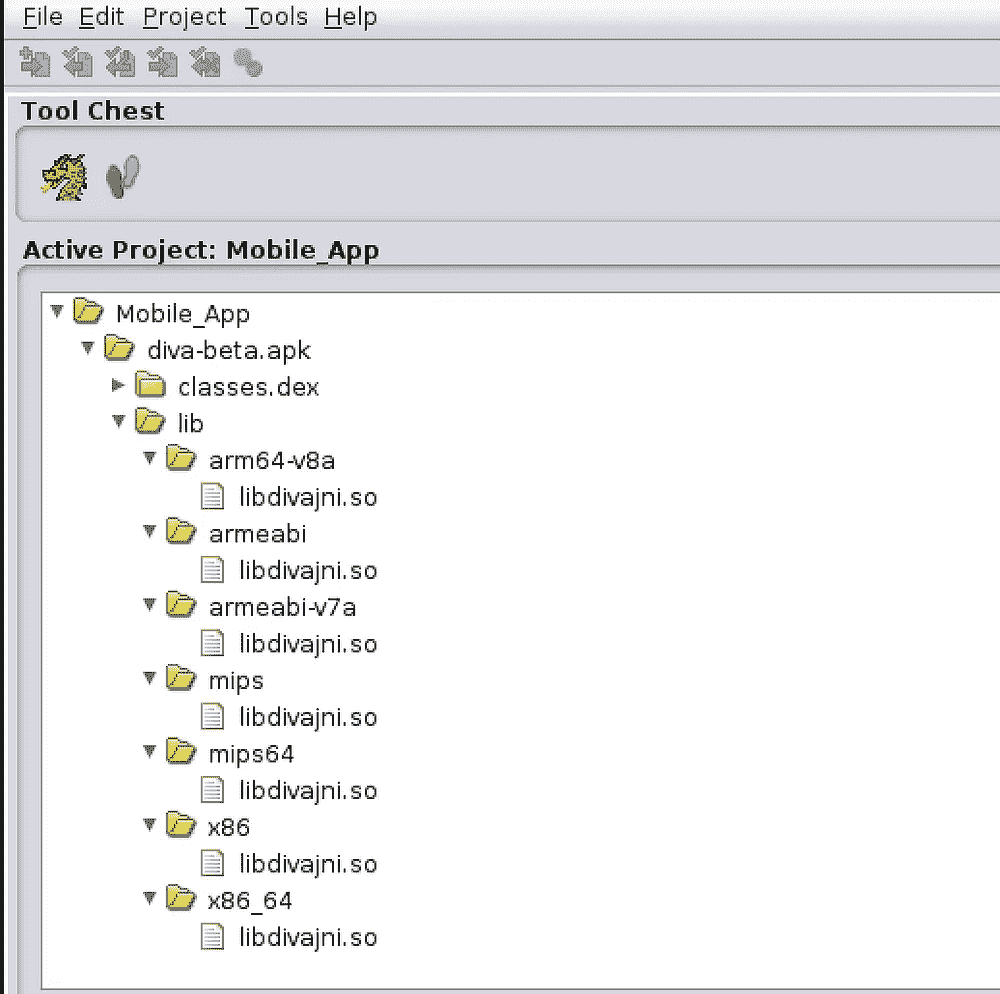 File Edit Project Tools Help
Tool Chest
Active Project: Mobile_App
Mobile_App
diva-beta.apk
classes.dex
lib
arm64-v8a
libdivajni.so
armeabi
libdivajni.so
armeabi-v7a
libdivajni.so
mips
libdivajni.so
mips64
libdivajni.so
x86
libdivajni.so
x86_64
libdivajni.so